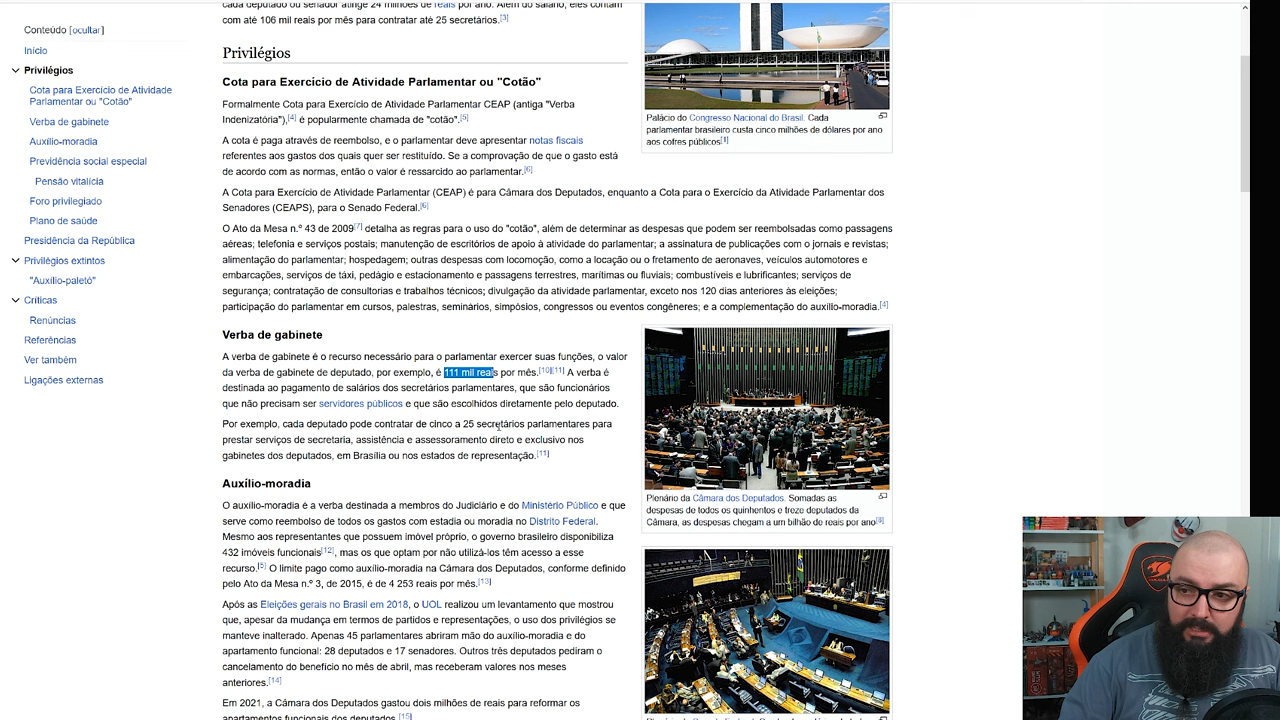 Conteúdo [ocultar]
Início
Privilégios
Cota para Exercício de Atividade
Parlamentar ou "Cotão"
Verba de gabinete
Auxílio-moradia
Previdência social especial
Pensão vitalícia
Foro privilegiado
Plano de saúde
Presidência da República
Privilégios extintos
"Auxílio-paletó"
Críticas
Renúncias
Referências
Ver também
Ligações externas
cada deputado ou senador atinge 24 milhões de reais por ano. Além do salário, eles contam
com até 106 mil reais por mês para contratar até 25 secretários.[3]
Privilégios
Cota para Exercício de Atividade Parlamentar ou "Cotão"
Formalmente Cota para Exercício de Atividade Parlamentar CEAP (antiga "Verba
Indenizatória"),[4] é popularmente chamada de "cotão".[5]
A cota é paga através de reembolso, e o parlamentar deve apresentar notas fiscais
referentes aos gastos dos quais quer ser restituído. Se a comprovação de que o gasto está
de acordo com as normas, então o valor é ressarcido ao parlamentar.[6]
A Cota para Exercício de Atividade Parlamentar (CEAP) é para Câmara dos Deputados, enquanto a Cota para o Exercício da Atividade Parlamentar dos
Senadores (CEAPS), para o Senado Federal.[6]
O Ato da Mesa n.º 43 de 2009[7] detalha as regras para o uso do "cotão", além de determinar as despesas que podem ser reembolsadas como passagens
aéreas; telefonia e serviços postais; manutenção de escritórios de apoio à atividade do parlamentar; a assinatura de publicações com o jornais e revistas;
alimentação do parlamentar; hospedagem; outras despesas com locomoção, como a locação ou o fretamento de aeronaves, veículos automotores e
embarcações, serviços de táxi, pedágio e estacionamento e passagens terrestres, marítimas ou fluviais; combustíveis e lubrificantes; serviços de
segurança; contratação de consultorias e trabalhos técnicos; divulgação da atividade parlamentar, exceto nos 120 dias anteriores às eleições;
participação do parlamentar em cursos, palestras, seminários, simpósios, congressos ou eventos congêneres; e a complementação do auxílio-moradia.[4]
Verba de gabinete
A verba de gabinete é o recurso necessário para o parlamentar exercer suas funções, o valor
da verba de gabinete de deputado, por exemplo, é 111 mil reais por mês.[10][11] A verba é
destinada ao pagamento de salários dos secretários parlamentares, que são funcionários
que não precisam ser servidores públicos e que são escolhidos diretamente pelo deputado.
Por exemplo, cada deputado pode contratar de cinco a 25 secretários parlamentares para
prestar serviços de secretaria, assistência e assessoramento direto e exclusivo nos
gabinetes dos deputados, em Brasília ou nos estados de representação.[11]
Auxílio-moradia
O auxílio-moradia é a verba destinada a membros do Judiciário e do Ministério Público e que
serve como reembolso de todos os gastos com estadia ou moradia no Distrito Federal.
Mesmo aos representantes que possuem imóvel próprio, o governo brasileiro disponibiliza
432 imóveis funcionais[12], mas os que optam por não utilizá-los têm acesso a esse
recurso.[5] O limite pago como auxílio-moradia na Câmara dos Deputados, conforme definido
pelo Ato da Mesa n.º 3, de 2015, é de 4 253 reais por mês.[13]
Após as Eleições gerais no Brasil em 2018, o UOL realizou um levantamento que mostrou
que, apesar da mudança em termos de partidos e representações, o uso dos privilégios se
manteve inalterado. Apenas 45 parlamentares abriram mão do auxílio-moradia e do
apartamento funcional: 28 deputados e 17 senadores. Outros três deputados pediram o
cancelamento do benefício no mês de abril, mas receberam valores nos meses
anteriores.[14]
Em 2021, a Câmara dos Deputados gastou dois milhões de reais para reformar os
apartamentos funcionais dos deputados.[15]
Palácio do Congresso Nacional do Brasil. Cada
parlamentar brasileiro custa cinco milhões de dólares por ano
aos cofres públicos[1]
Plenário da Câmara dos Deputados. Somadas as
despesas de todos os quinhentos e treze deputados da
Câmara, as despesas chegam a um bilhão de reais por ano[8]